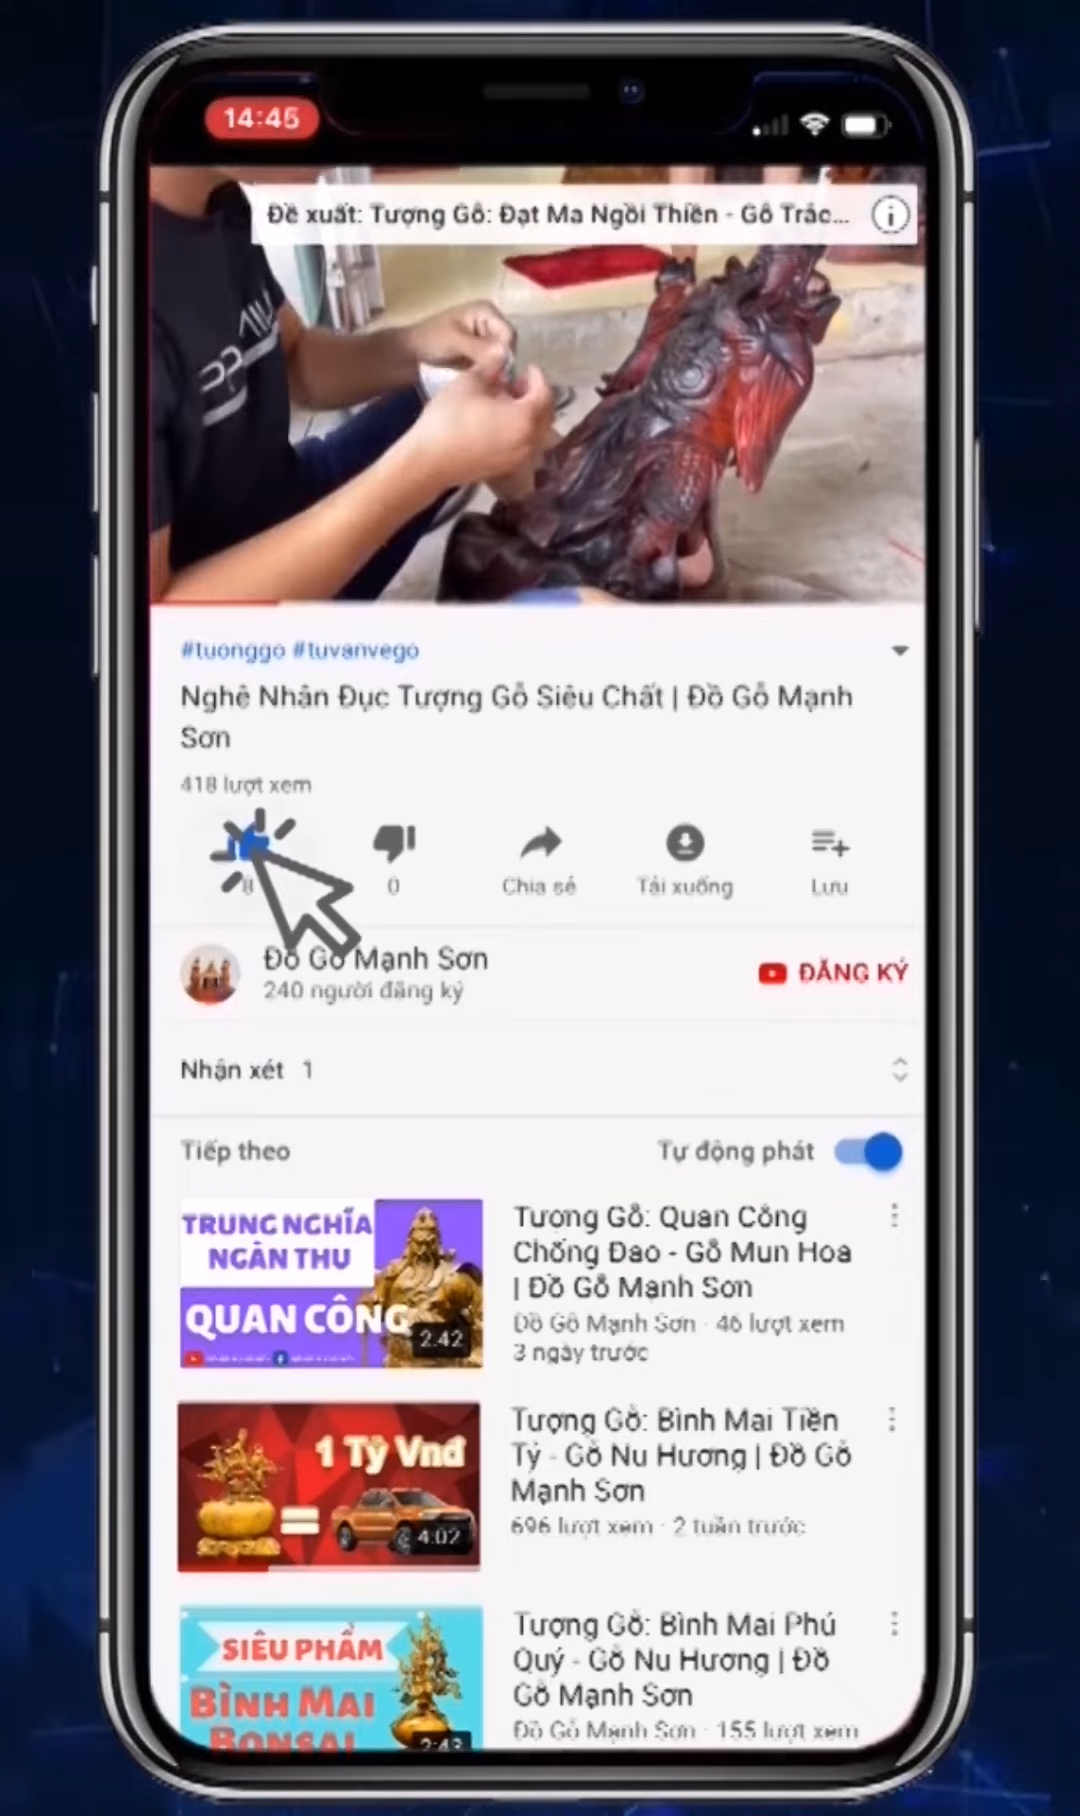 14:45
Đề xuất: Tượng Gỗ: Đạt Ma Ngồi Thiền - Gỗ Trắc...
#tuonggo #tuvanvego
Nghệ Nhân Đục Tượng Gỗ Siêu Chất | Đồ Gỗ Mạnh
Sơn
418 lượt xem
8
0
Chia sẻ
Tải xuống
Lưu
Đồ Gỗ Mạnh Sơn
240 người đăng ký
ĐĂNG KÝ
Nhận xét 1
Tiếp theo
Tự động phát
TRUNG NGHĨA
NGÀN THU
QUAN CÔNG
2:42
Tượng Gỗ: Quan Công
Chống Đao - Gỗ Mun Hoa
| Đồ Gỗ Mạnh Sơn
Đồ Gỗ Mạnh Sơn · 46 lượt xem
3 ngày trước
1 Tỷ Vnđ
=
4:02
Tượng Gỗ: Bình Mai Tiền
Tỷ - Gỗ Nu Hương | Đồ Gỗ
Mạnh Sơn
696 lượt xem · 2 tuần trước
SIÊU PHẨM
BÌNH MAI
BONSAI
2:43
Tượng Gỗ: Bình Mai Phú
Quý - Gỗ Nu Hương | Đồ
Gỗ Mạnh Sơn
Đồ Gỗ Mạnh Sơn · 155 lượt xem